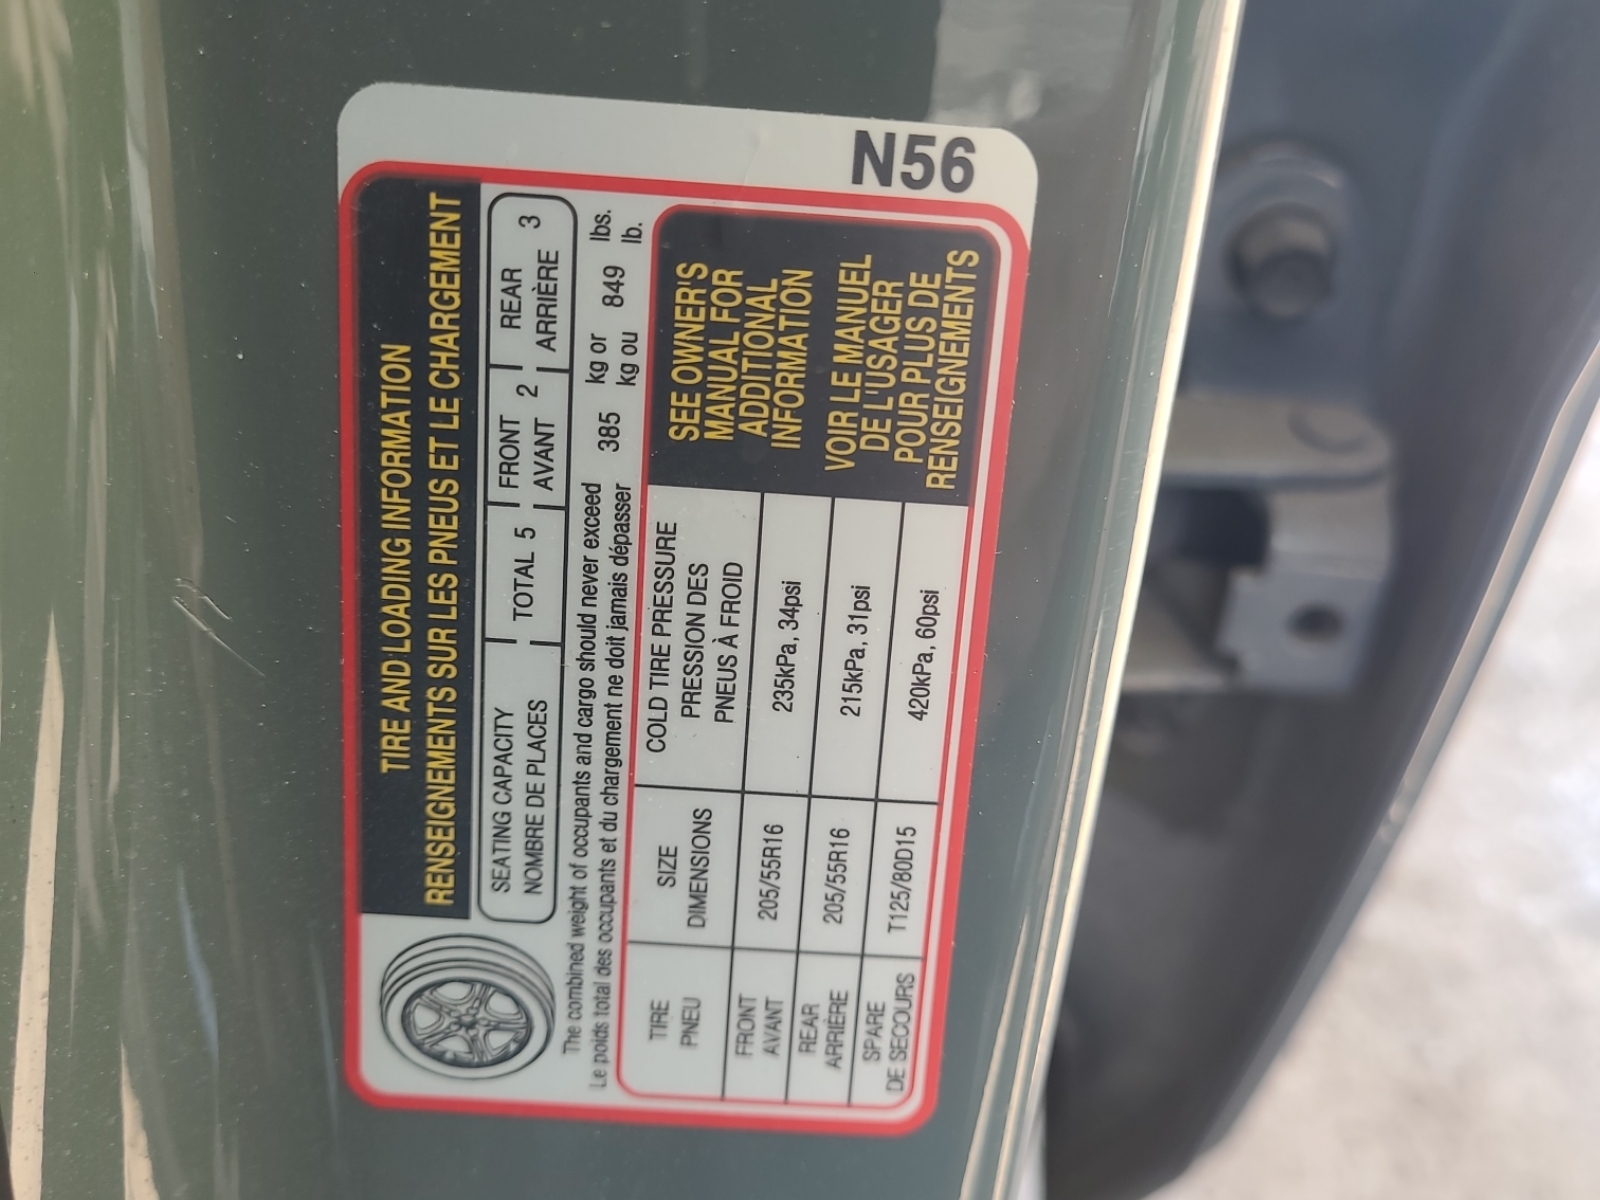 N56
TIRE AND LOADING INFORMATION
RENSEIGNEMENTS SUR LES PNEUS ET LE CHARGEMENT
SEATING CAPACITY
NOMBRE DE PLACES
TOTAL 5
FRONT
AVANT 2
REAR
ARRIÈRE 3
The combined weight of occupants and cargo should never exceed 385 kg or 849 lbs.
Le poids total des occupants et du chargement ne doit jamais dépasser kg ou lb.
TIRE
PNEU
SIZE
DIMENSIONS
COLD TIRE PRESSURE
PRESSION DES
PNEUS À FROID
FRONT
AVANT
205/55R16
235kPa, 34psi
REAR
ARRIÈRE
205/55R16
215kPa, 31psi
SPARE
DE SECOURS
T125/80D15
420kPa, 60psi
SEE OWNER'S
MANUAL FOR
ADDITIONAL
INFORMATION
VOIR LE MANUEL
DE L'USAGER
POUR PLUS DE
RENSEIGNEMENTS